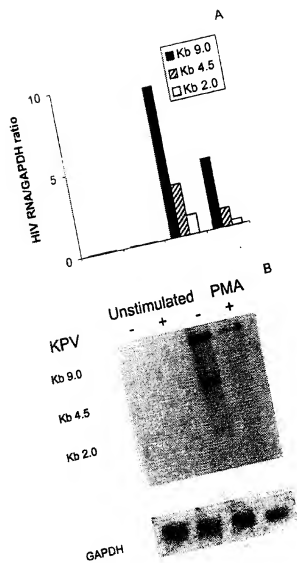 A
Kb 9.0
Kb 4.5
Kb 2.0
HIV RNA/GAPDH ratio
10
5
0
B
Unstimulated PMA
KPV - + - +
Kb 9.0
Kb 4.5
Kb 2.0
GAPDH